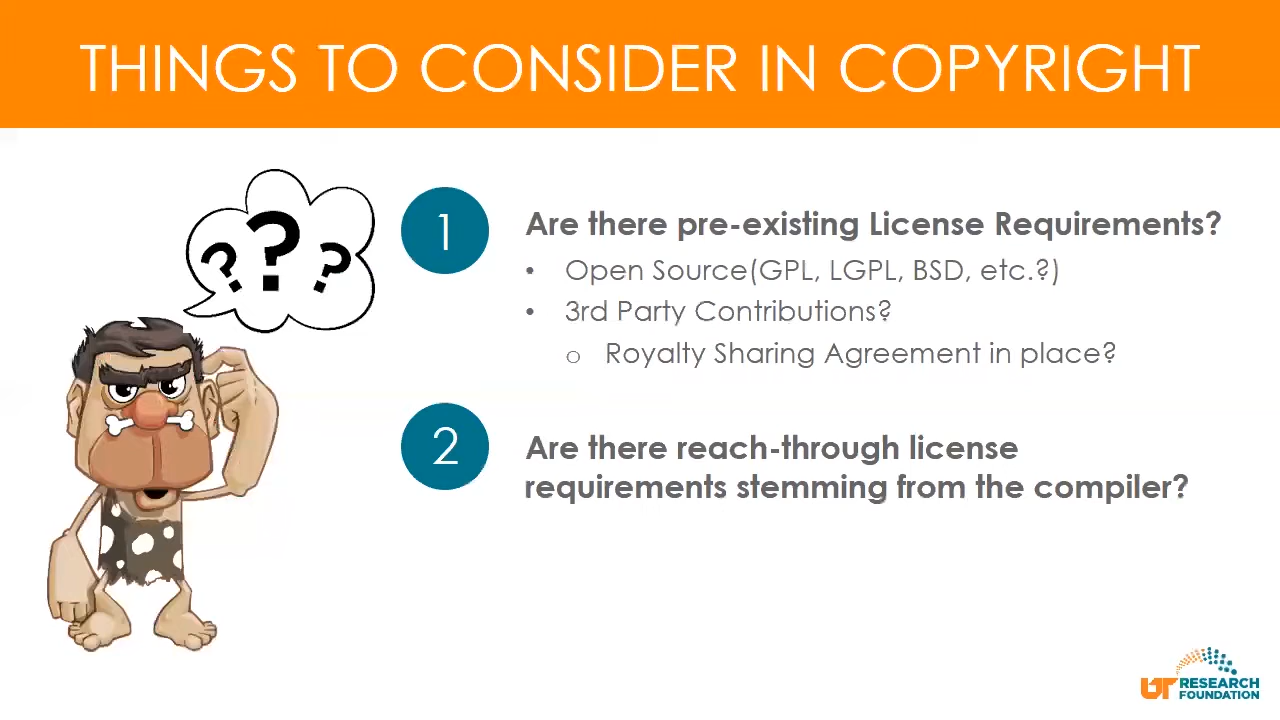 THINGS TO CONSIDER IN COPYRIGHT
? ? ?
1
Are there pre-existing License Requirements?
• Open Source(GPL, LGPL, BSD, etc.?)
• 3rd Party Contributions?
o Royalty Sharing Agreement in place?
2
Are there reach-through license
requirements stemming from the compiler?
UT RESEARCH
FOUNDATION